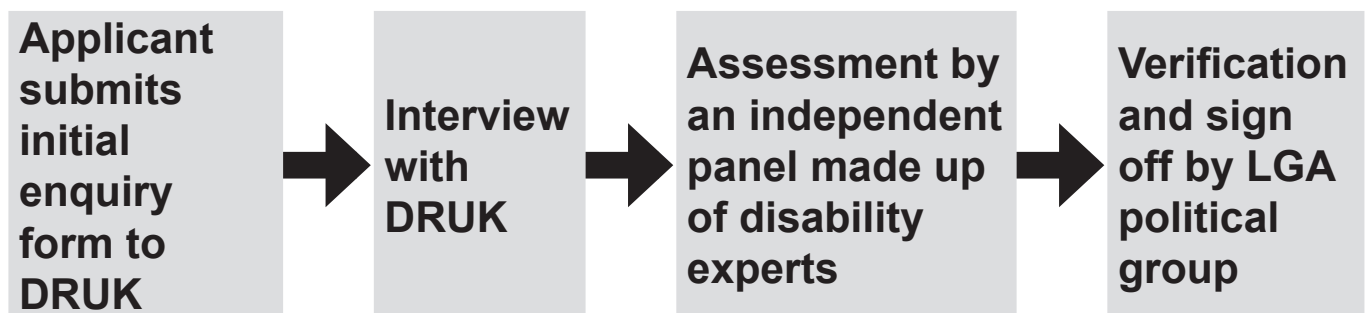 Applicant
submits
initial
enquiry
form to
DRUK
Interview
with
DRUK
Assessment by
an independent
panel made up
of disability
experts
Verification
and sign
off by LGA
political
group